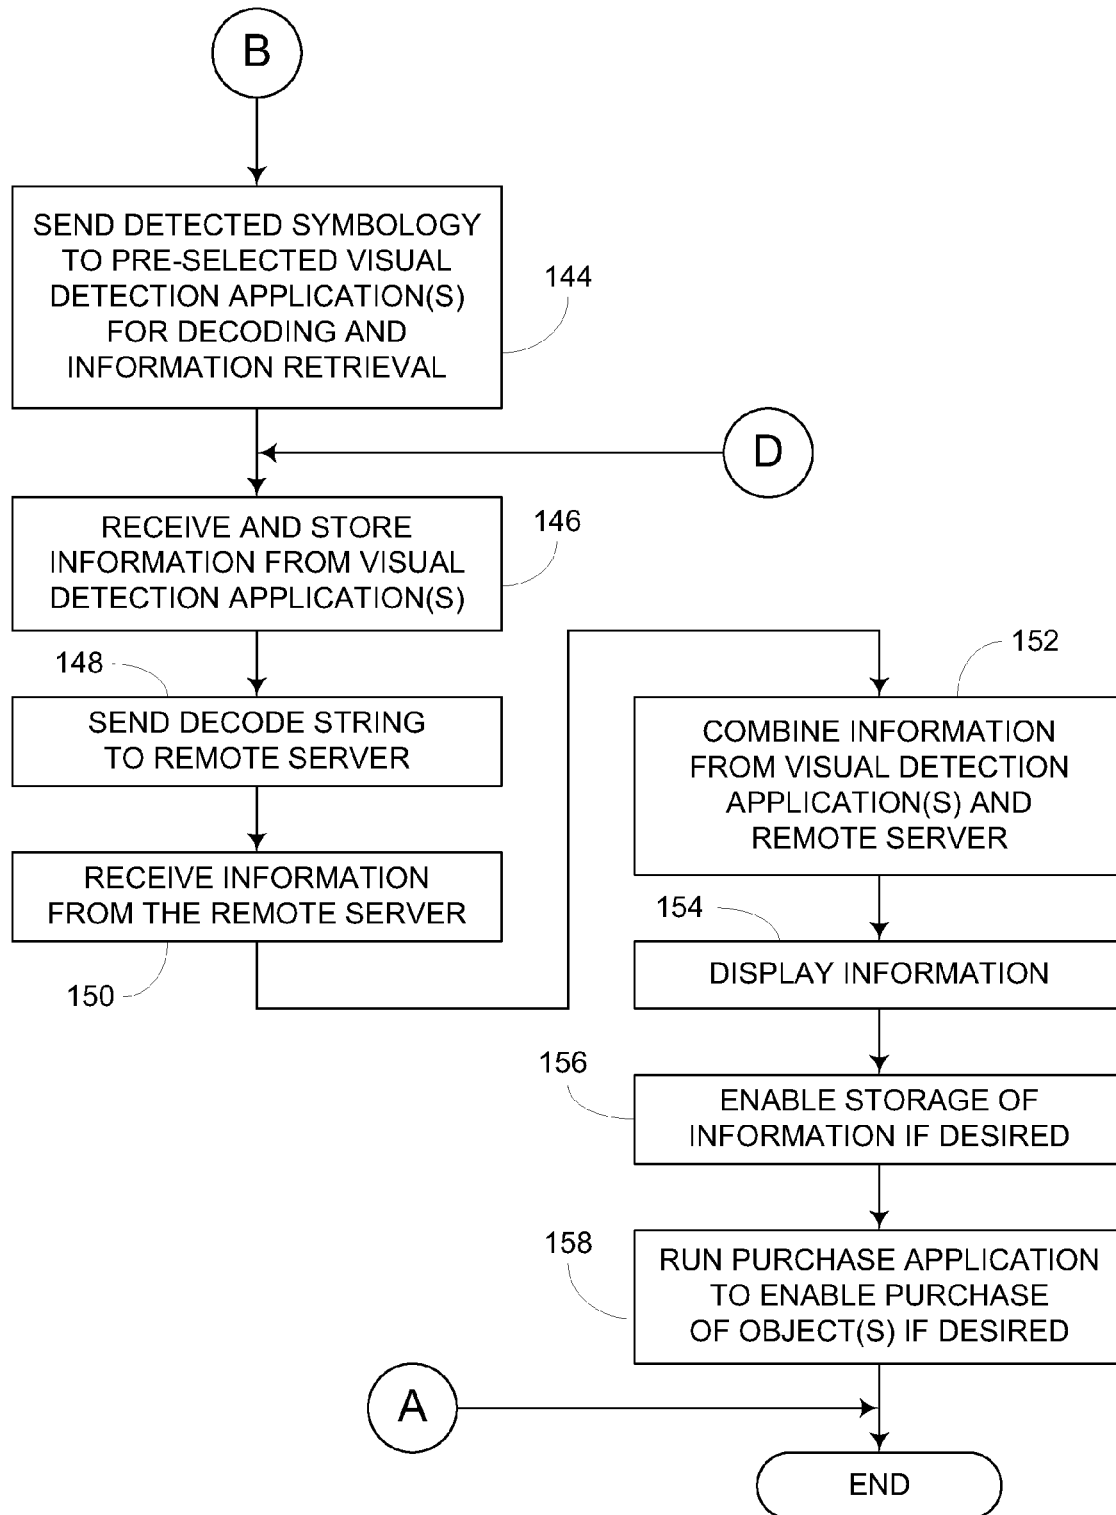 B
SEND DETECTED SYMBOLOGY
TO PRE-SELECTED VISUAL
DETECTION APPLICATION(S)
FOR DECODING AND
INFORMATION RETRIEVAL
144
D
RECEIVE AND STORE
INFORMATION FROM VISUAL
DETECTION APPLICATION(S)
146
148
SEND DECODE STRING
TO REMOTE SERVER
RECEIVE INFORMATION
FROM THE REMOTE SERVER
150
152
COMBINE INFORMATION
FROM VISUAL DETECTION
APPLICATION(S) AND
REMOTE SERVER
154
DISPLAY INFORMATION
156
ENABLE STORAGE OF
INFORMATION IF DESIRED
158
RUN PURCHASE APPLICATION
TO ENABLE PURCHASE
OF OBJECT(S) IF DESIRED
A
END